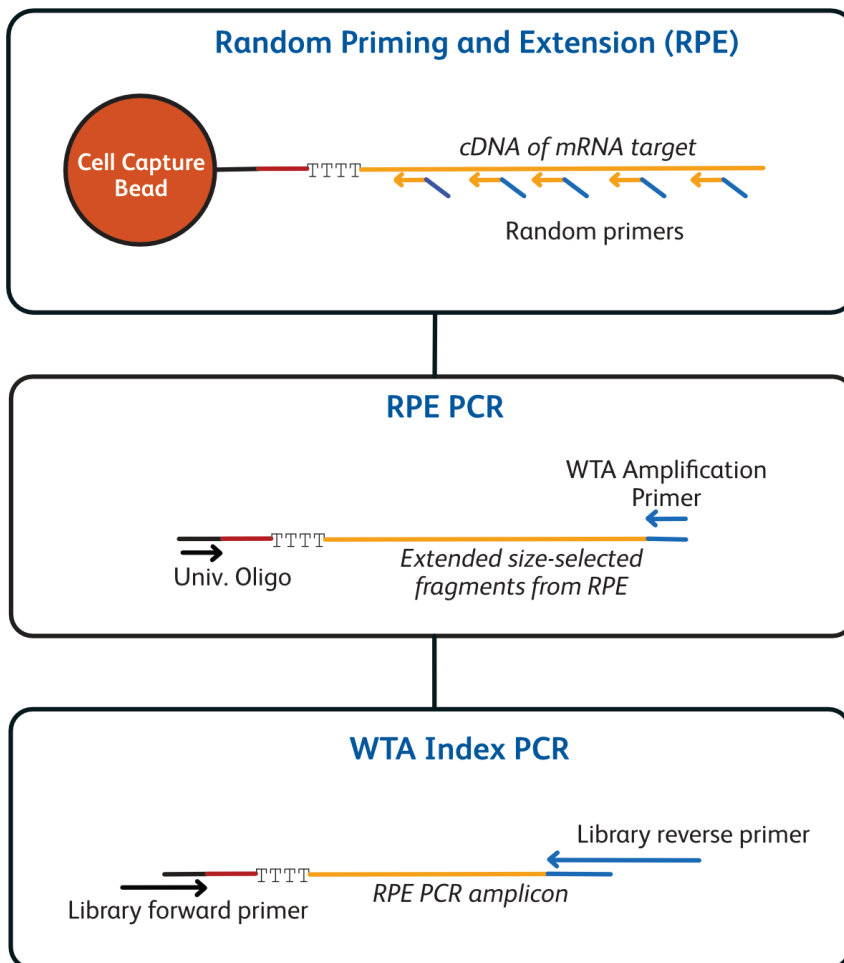 Random Priming and Extension (RPE)
cDNA of mRNA target
Cell Capture
Bead
TTTT
Random primers
RPE PCR
WTA Amplification
Primer
TTTT
Extended size-selected
fragments from RPE
Univ. Oligo
WTA Index PCR
Library reverse primer
TTTT
RPE PCR amplicon
Library forward primer